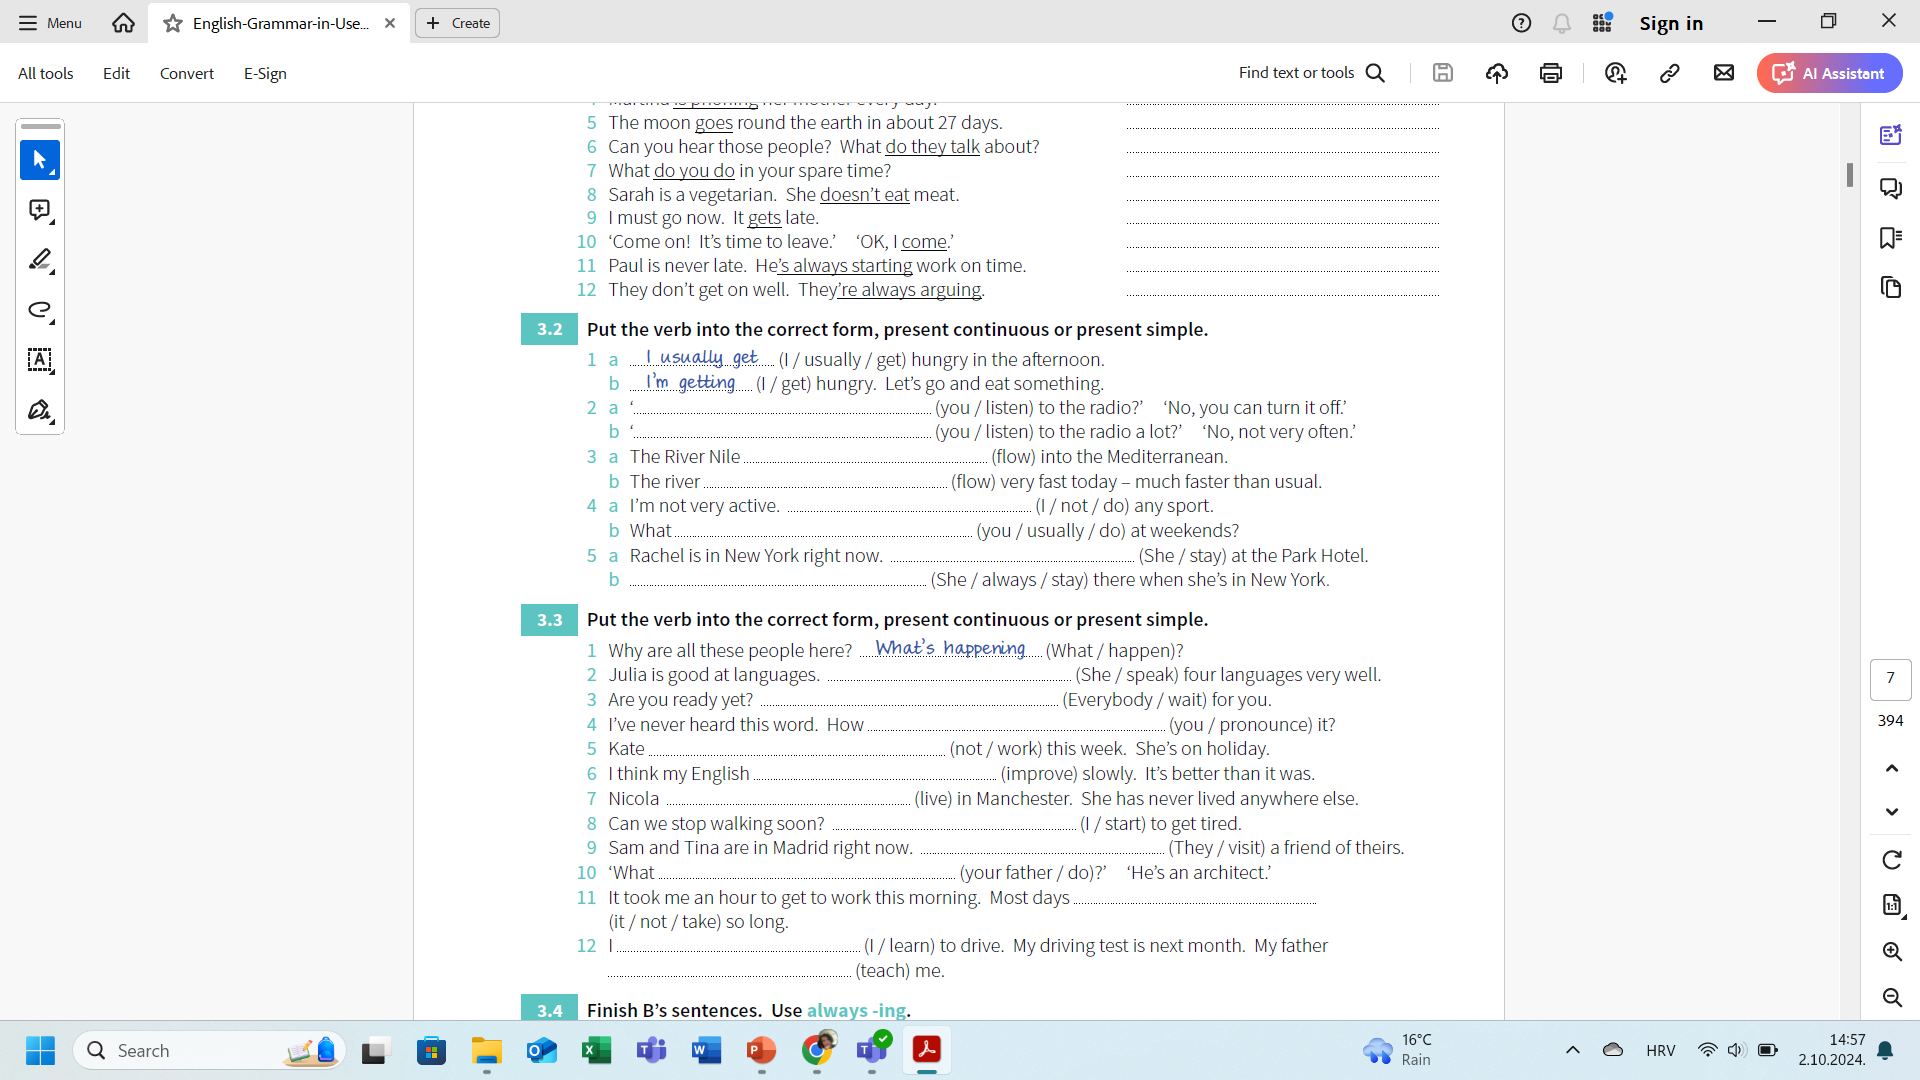 Menu
English-Grammar-in-Use...
Create
Sign in
All tools
Edit
Convert
E-Sign
Find text or tools
AI Assistant
Martina is phoning her mother every day.
5 The moon goes round the earth in about 27 days.
6 Can you hear those people? What do they talk about?
7 What do you do in your spare time?
8 Sarah is a vegetarian. She doesn't eat meat.
9 I must go now. It gets late.
10 ‘Come on! It's time to leave.’ ‘OK, I come.’
11 Paul is never late. He's always starting work on time.
12 They don't get on well. They're always arguing.
3.2 Put the verb into the correct form, present continuous or present simple.
1 a I usually get (I / usually / get) hungry in the afternoon.
b I'm getting (I / get) hungry. Let's go and eat something.
2 a ‘ (you / listen) to the radio?’ ‘No, you can turn it off.’
b ‘ (you / listen) to the radio a lot?’ ‘No, not very often.’
3 a The River Nile (flow) into the Mediterranean.
b The river (flow) very fast today – much faster than usual.
4 a I'm not very active. (I / not / do) any sport.
b What (you / usually / do) at weekends?
5 a Rachel is in New York right now. (She / stay) at the Park Hotel.
b (She / always / stay) there when she's in New York.
3.3 Put the verb into the correct form, present continuous or present simple.
1 Why are all these people here? What's happening (What / happen)?
2 Julia is good at languages. (She / speak) four languages very well.
3 Are you ready yet? (Everybody / wait) for you.
4 I've never heard this word. How (you / pronounce) it?
5 Kate (not / work) this week. She's on holiday.
6 I think my English (improve) slowly. It's better than it was.
7 Nicola (live) in Manchester. She has never lived anywhere else.
8 Can we stop walking soon? (I / start) to get tired.
9 Sam and Tina are in Madrid right now. (They / visit) a friend of theirs.
10 ‘What (your father / do)?’ ‘He's an architect.’
11 It took me an hour to get to work this morning. Most days
(it / not / take) so long.
12 I (I / learn) to drive. My driving test is next month. My father
(teach) me.
3.4 Finish B's sentences. Use always -ing.
7
394
Search
16°C
Rain
HRV
14:57
2.10.2024.